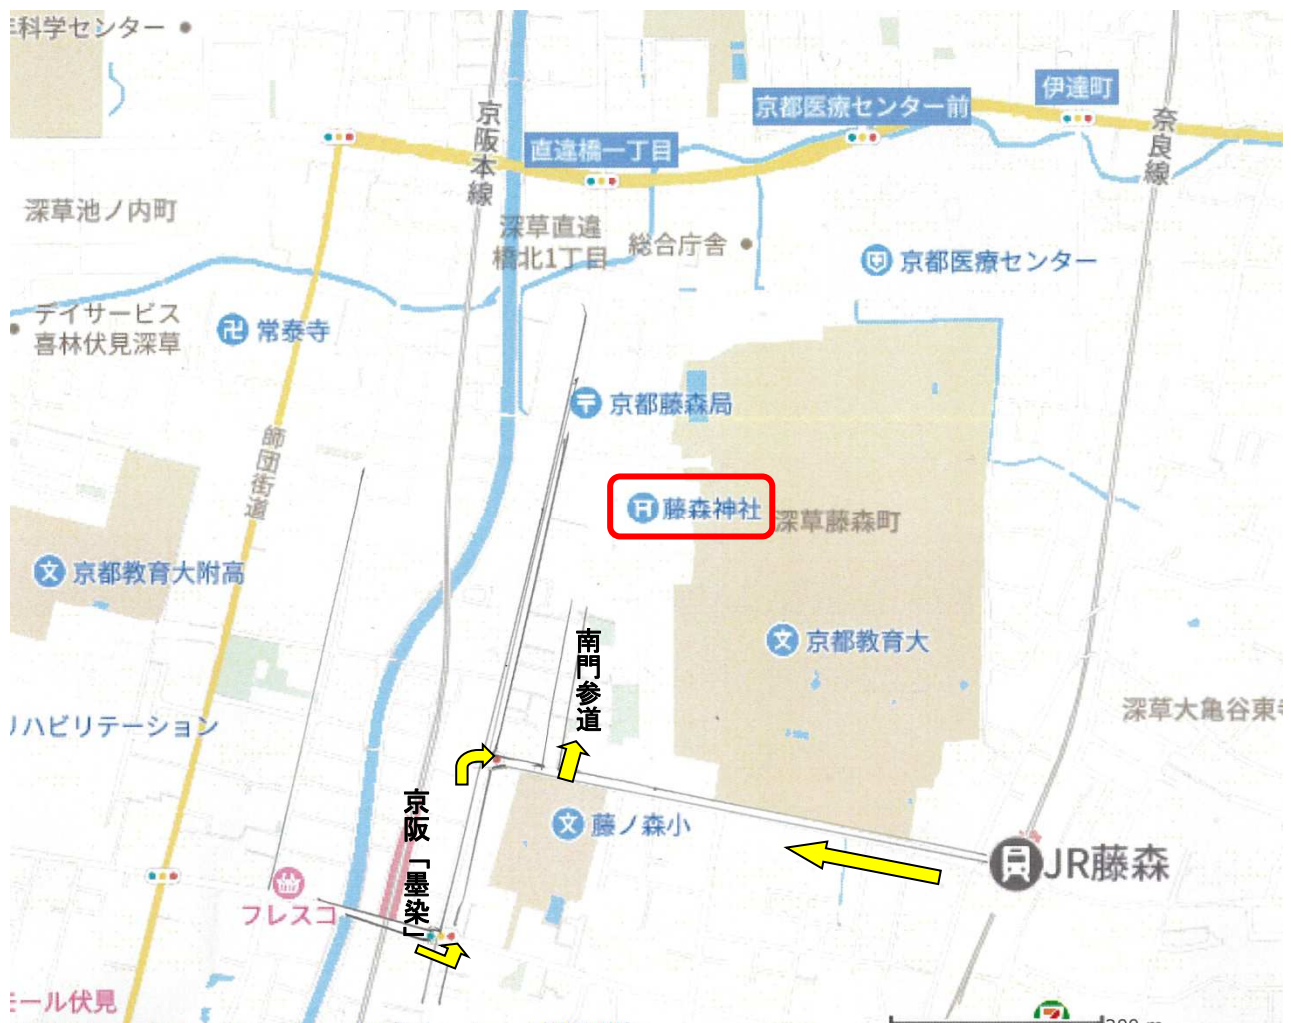 科学センター
伊達町
京都医療センター前
京阪本線
奈良線
直違橋一丁目
深草池ノ内町
深草直違
橋北1丁目
総合庁舎
京都医療センター
デイサービス
喜林伏見深草
卍 常泰寺
〒 京都藤森局
師団街道
藤森神社
深草藤森町
文 京都教育大附高
南門参道
文 京都教育大
リハビリテーション
深草大亀谷東
京阪「墨染」
文 藤ノ森小
JR藤森
フレスコ
モール伏見